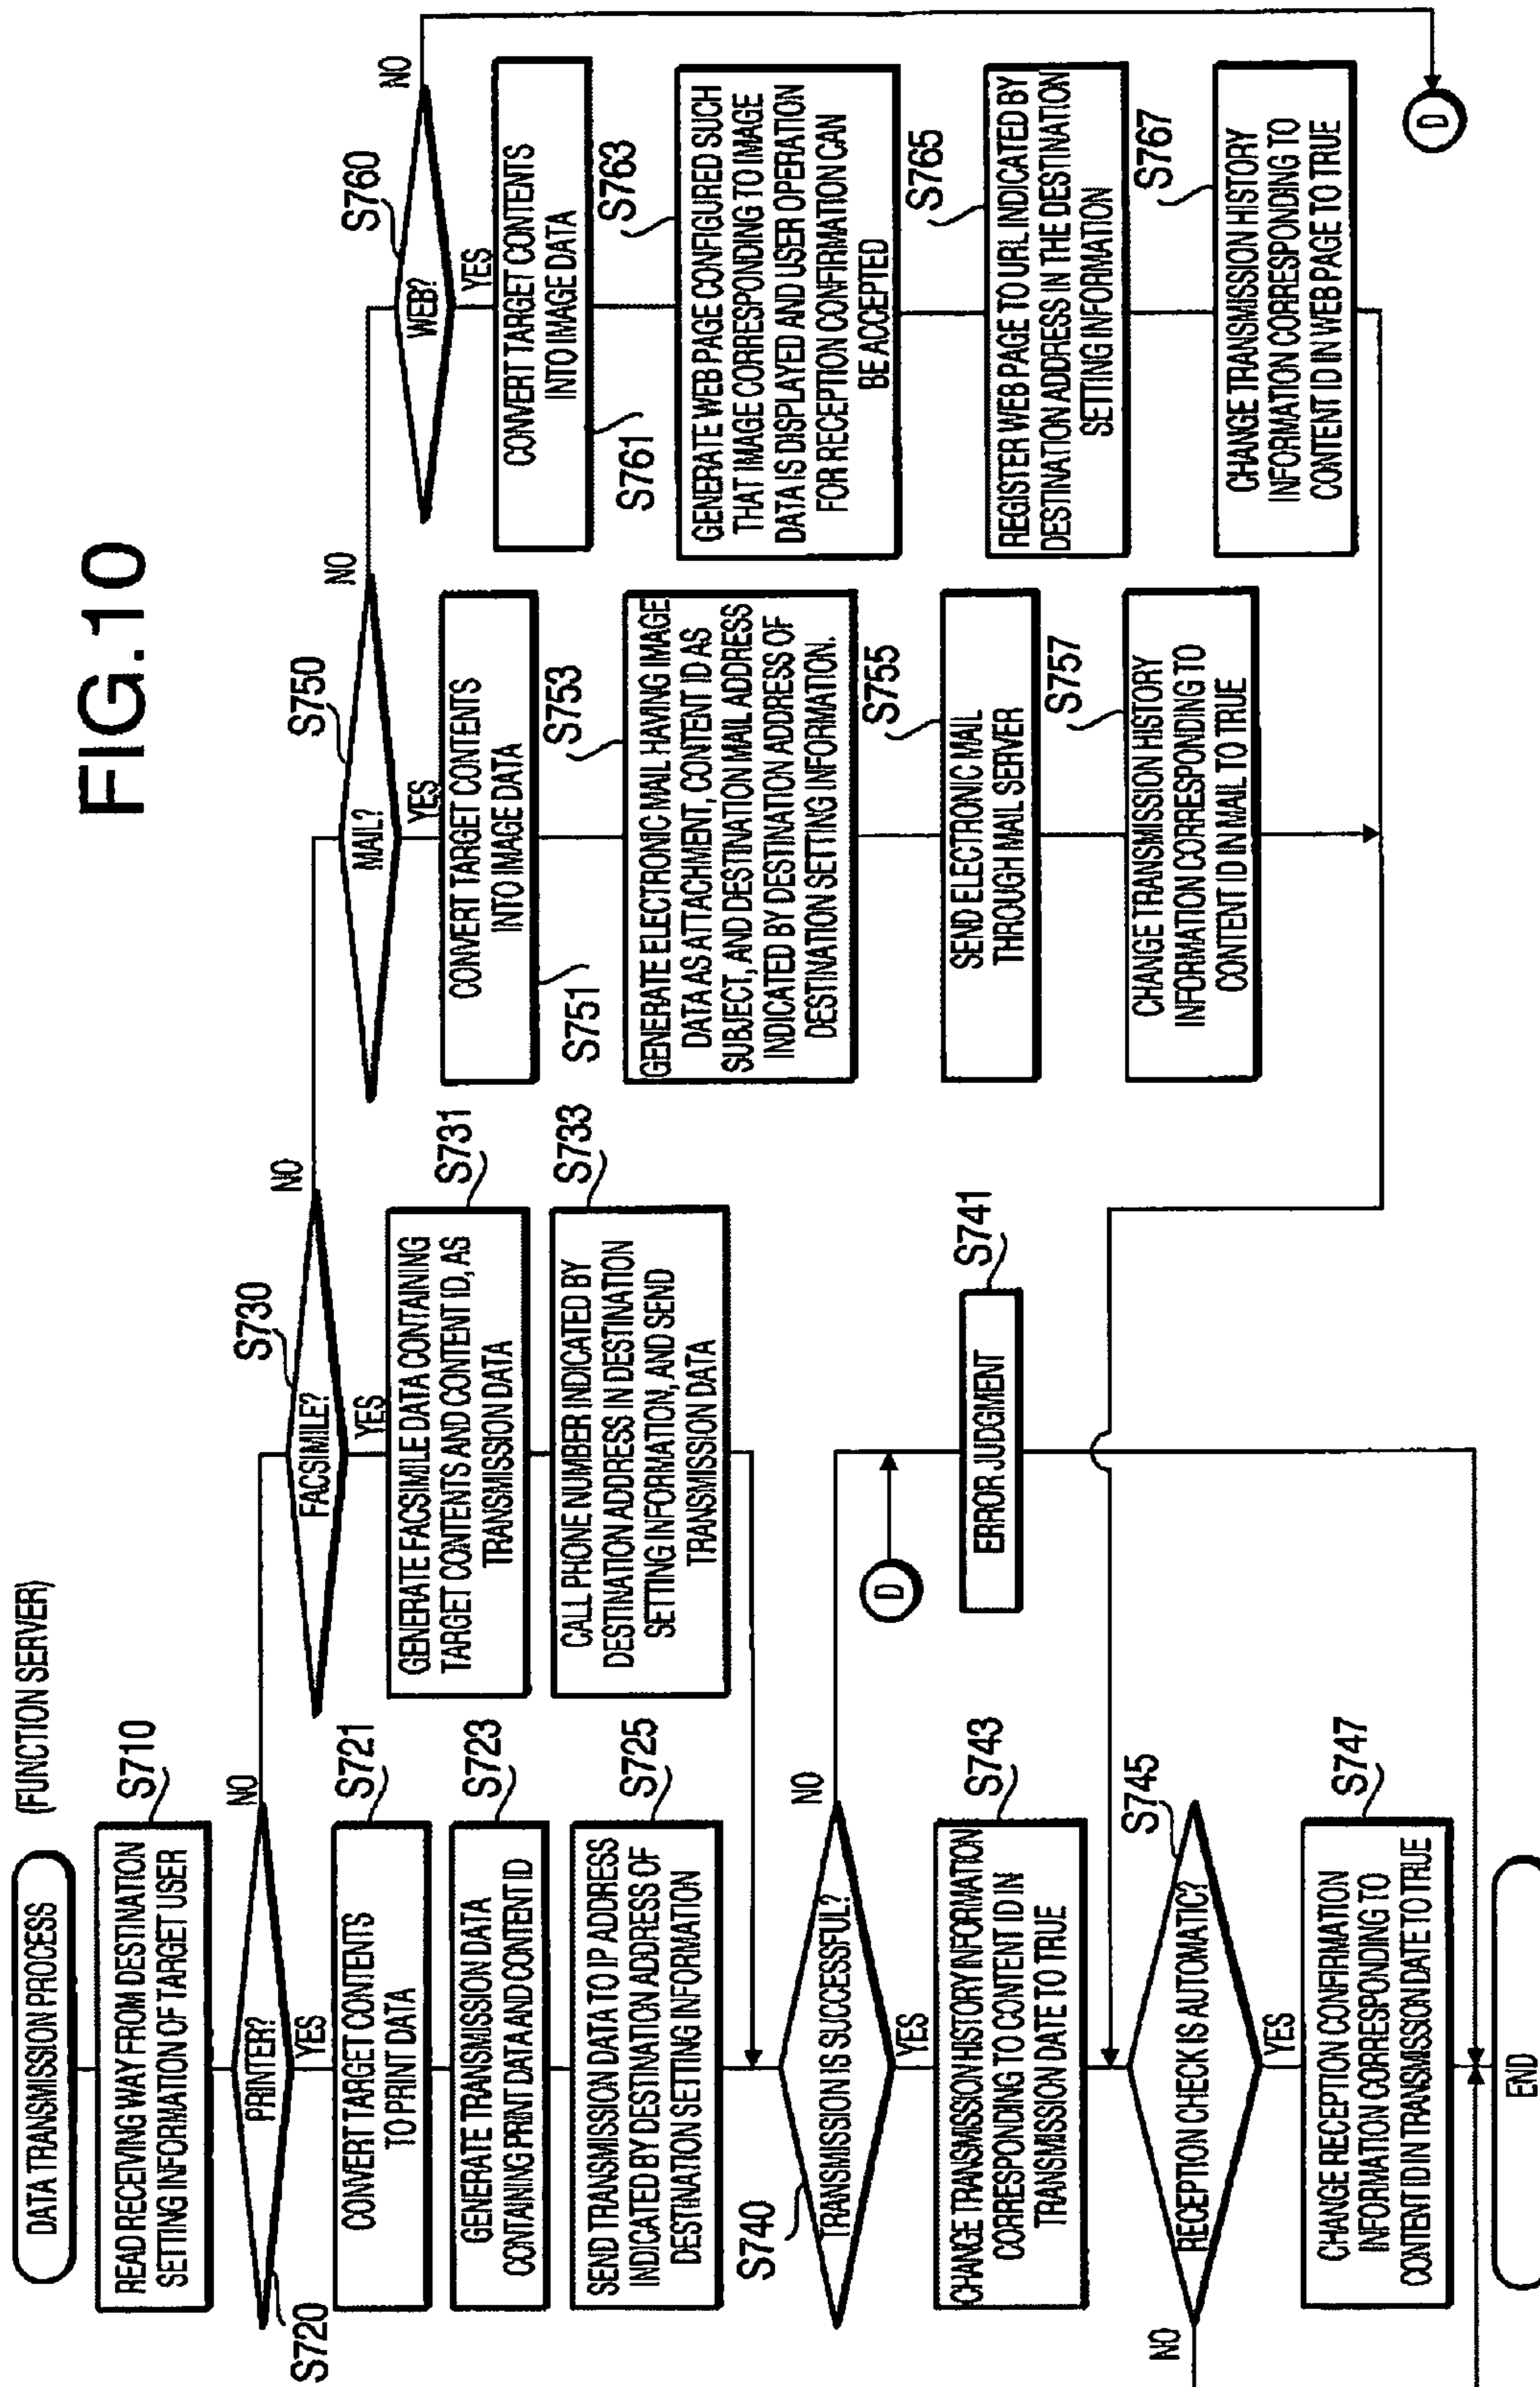 FIG.10
DATA TRANSMISSION PROCESS
(FUNCTION SERVER)
READ RECEIVING WAY FROM DESTINATION
SETTING INFORMATION OF TARGET USER
S710
PRINTER?
S720
NO
YES
CONVERT TARGET CONTENTS
TO PRINT DATA
S721
GENERATE TRANSMISSION DATA
CONTAINING PRINT DATA AND CONTENT ID
S723
SEND TRANSMISSION DATA TO IP ADDRESS
INDICATED BY DESTINATION ADDRESS OF
DESTINATION SETTING INFORMATION
S725
FACSIMILE?
S730
NO
YES
GENERATE FACSIMILE DATA CONTAINING
TARGET CONTENTS AND CONTENT ID, AS
TRANSMISSION DATA
S731
CALL PHONE NUMBER INDICATED BY
DESTINATION ADDRESS IN DESTINATION
SETTING INFORMATION, AND SEND
TRANSMISSION DATA
S733
TRANSMISSION IS SUCCESSFUL?
S740
NO
YES
D
ERROR JUDGMENT
S741
CHANGE TRANSMISSION HISTORY INFORMATION
CORRESPONDING TO CONTENT ID IN
TRANSMISSION DATE TO TRUE
S743
RECEPTION CHECK IS AUTOMATIC?
S745
NO
YES
CHANGE RECEPTION CONFIRMATION
INFORMATION CORRESPONDING TO
CONTENT ID IN TRANSMISSION DATE TO TRUE
S747
END
MAIL?
S750
NO
YES
CONVERT TARGET CONTENTS
INTO IMAGE DATA
S751
GENERATE ELECTRONIC MAIL HAVING IMAGE
DATA AS ATTACHMENT, CONTENT ID AS
SUBJECT, AND DESTINATION MAIL ADDRESS
INDICATED BY DESTINATION ADDRESS OF
DESTINATION SETTING INFORMATION.
S753
SEND ELECTRONIC MAIL
THROUGH MAIL SERVER
S755
CHANGE TRANSMISSION HISTORY
INFORMATION CORRESPONDING TO
CONTENT ID IN MAIL TO TRUE
S757
WEB?
S760
NO
YES
CONVERT TARGET CONTENTS
INTO IMAGE DATA
S761
GENERATE WEB PAGE CONFIGURED SUCH
THAT IMAGE CORRESPONDING TO IMAGE
DATA IS DISPLAYED AND USER OPERATION
FOR RECEPTION CONFIRMATION CAN
BE ACCEPTED
S763
REGISTER WEB PAGE TO URL INDICATED BY
DESTINATION ADDRESS IN THE DESTINATION
SETTING INFORMATION
S765
CHANGE TRANSMISSION HISTORY
INFORMATION CORRESPONDING TO
CONTENT ID IN WEB PAGE TO TRUE
S767
D